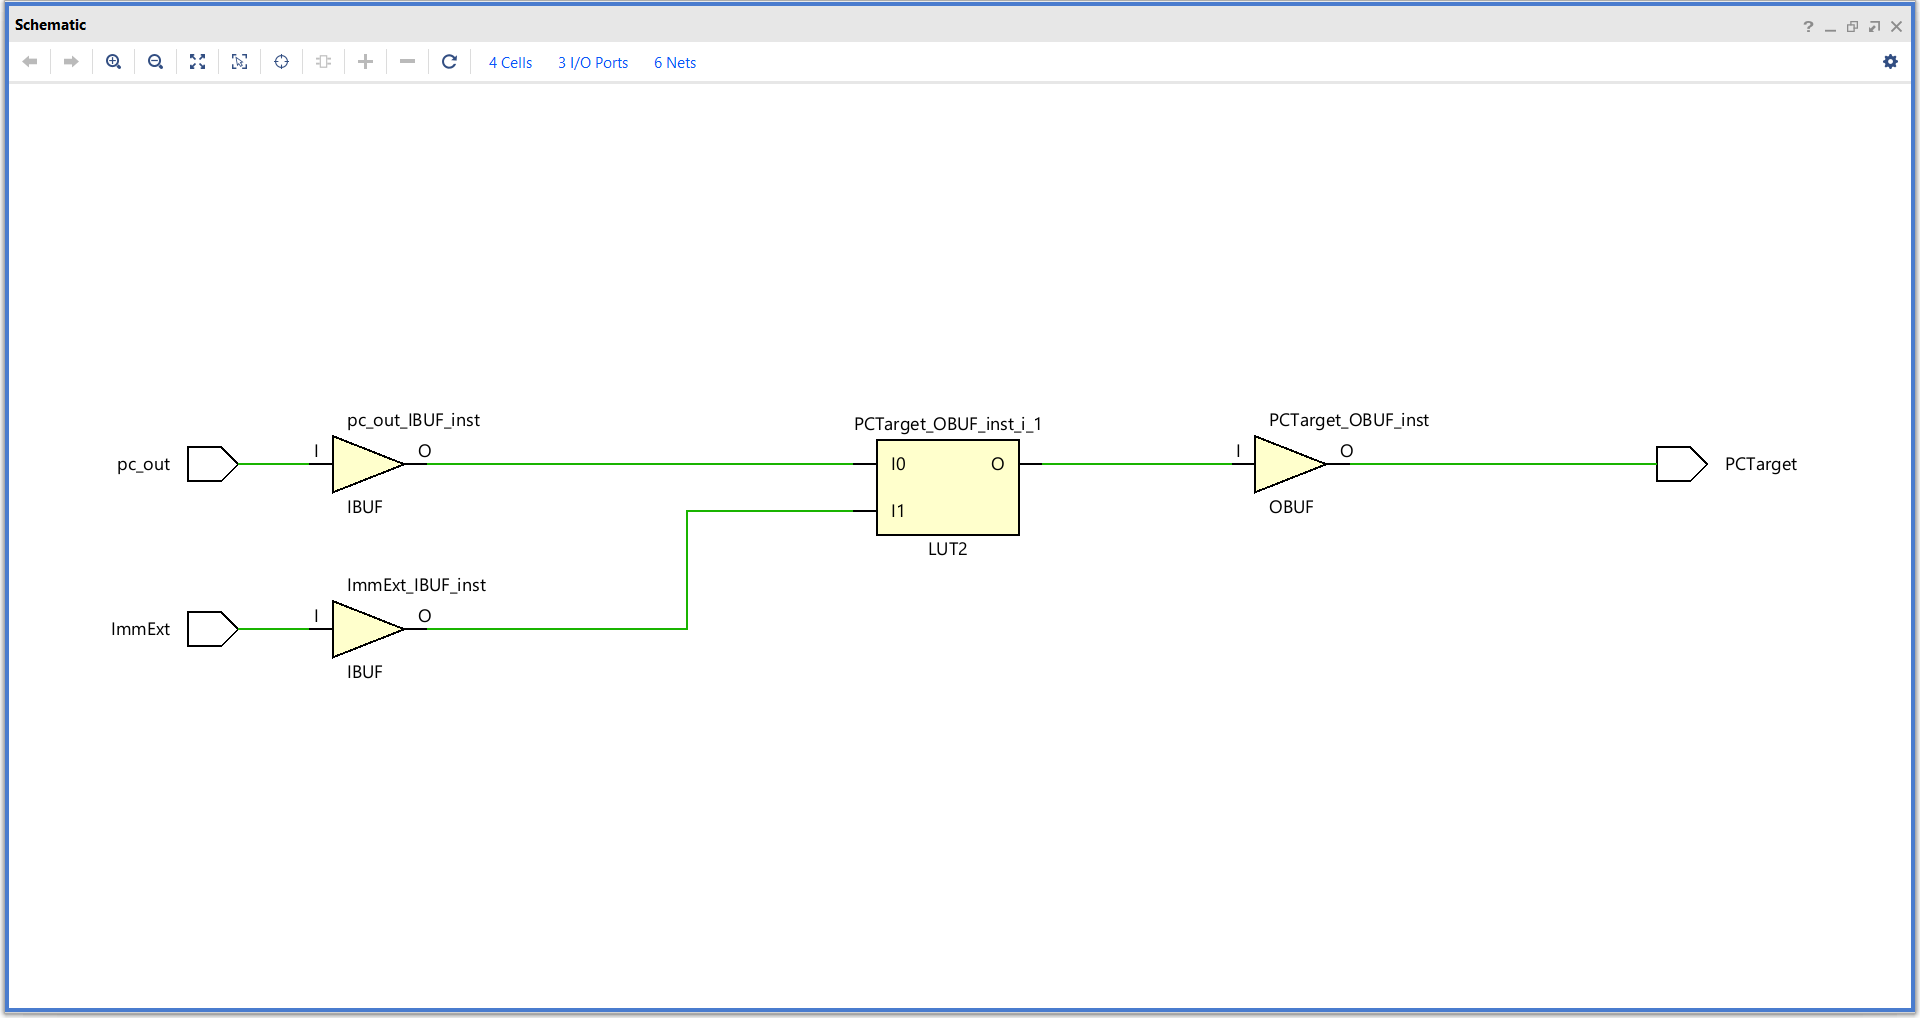 Schematic
4 Cells 3 I/O Ports 6 Nets
pc_out_IBUF_inst
PCTarget_OBUF_inst_i_1
PCTarget_OBUF_inst
pc_out I O I0 O I O PCTarget
IBUF I1 OBUF
LUT2
ImmExt_IBUF_inst
ImmExt I O
IBUF